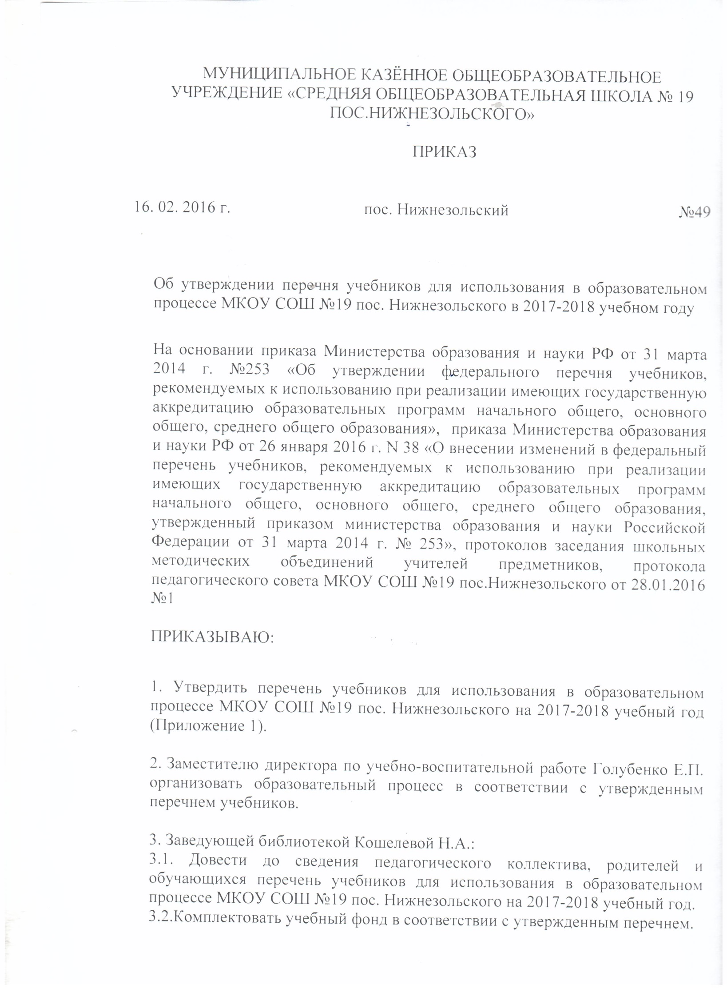 МУНИЦИПАЛЬНОЕ КАЗЁННОЕ ОБЩЕОБРАЗОВАТЕЛЬНОЕ
УЧРЕЖДЕНИЕ «СРЕДНЯЯ ОБЩЕОБРАЗОВАТЕЛЬНАЯ ШКОЛА № 19
ПОС.НИЖНЕЗОЛЬСКОГО»
ПРИКАЗ
16. 02. 2016 г. пос. Нижнезольский №49
Об утверждении перечня учебников для использования в образовательном
процессе МКОУ СОШ №19 пос. Нижнезольского в 2017-2018 учебном году
На основании приказа Министерства образования и науки РФ от 31 марта
2014 г. №253 «Об утверждении федерального перечня учебников,
рекомендуемых к использованию при реализации имеющих государственную
аккредитацию образовательных программ начального общего, основного
общего, среднего общего образования», приказа Министерства образования
и науки РФ от 26 января 2016 г. N 38 «О внесении изменений в федеральный
перечень учебников, рекомендуемых к использованию при реализации
имеющих государственную аккредитацию образовательных программ
начального общего, основного общего, среднего общего образования,
утвержденный приказом министерства образования и науки Российской
Федерации от 31 марта 2014 г. № 253», протоколов заседания школьных
методических объединений учителей предметников, протокола
педагогического совета МКОУ СОШ №19 пос.Нижнезольского от 28.01.2016
№1
ПРИКАЗЫВАЮ:
1. Утвердить перечень учебников для использования в образовательном
процессе МКОУ СОШ №19 пос. Нижнезольского на 2017-2018 учебный год
(Приложение 1).
2. Заместителю директора по учебно-воспитательной работе Голубенко Е.П.
организовать образовательный процесс в соответствии с утвержденным
перечнем учебников.
3. Заведующей библиотекой Кошелевой Н.А.:
3.1. Довести до сведения педагогического коллектива, родителей и
обучающихся перечень учебников для использования в образовательном
процессе МКОУ СОШ №19 пос. Нижнезольского на 2017-2018 учебный год.
3.2.Комплектовать учебный фонд в соответствии с утвержденным перечнем.